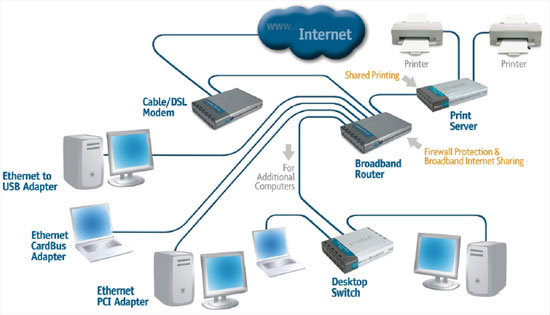 www.
Internet
Printer
Printer
Shared Printing
Cable/DSL
Modem
Print
Server
Broadband
Router
Firewall Protection &
Broadband Internet Sharing
Ethernet to
USB Adapter
For
Additional
Computers
Ethernet
CardBus
Adapter
Ethernet
PCI Adapter
Desktop
Switch